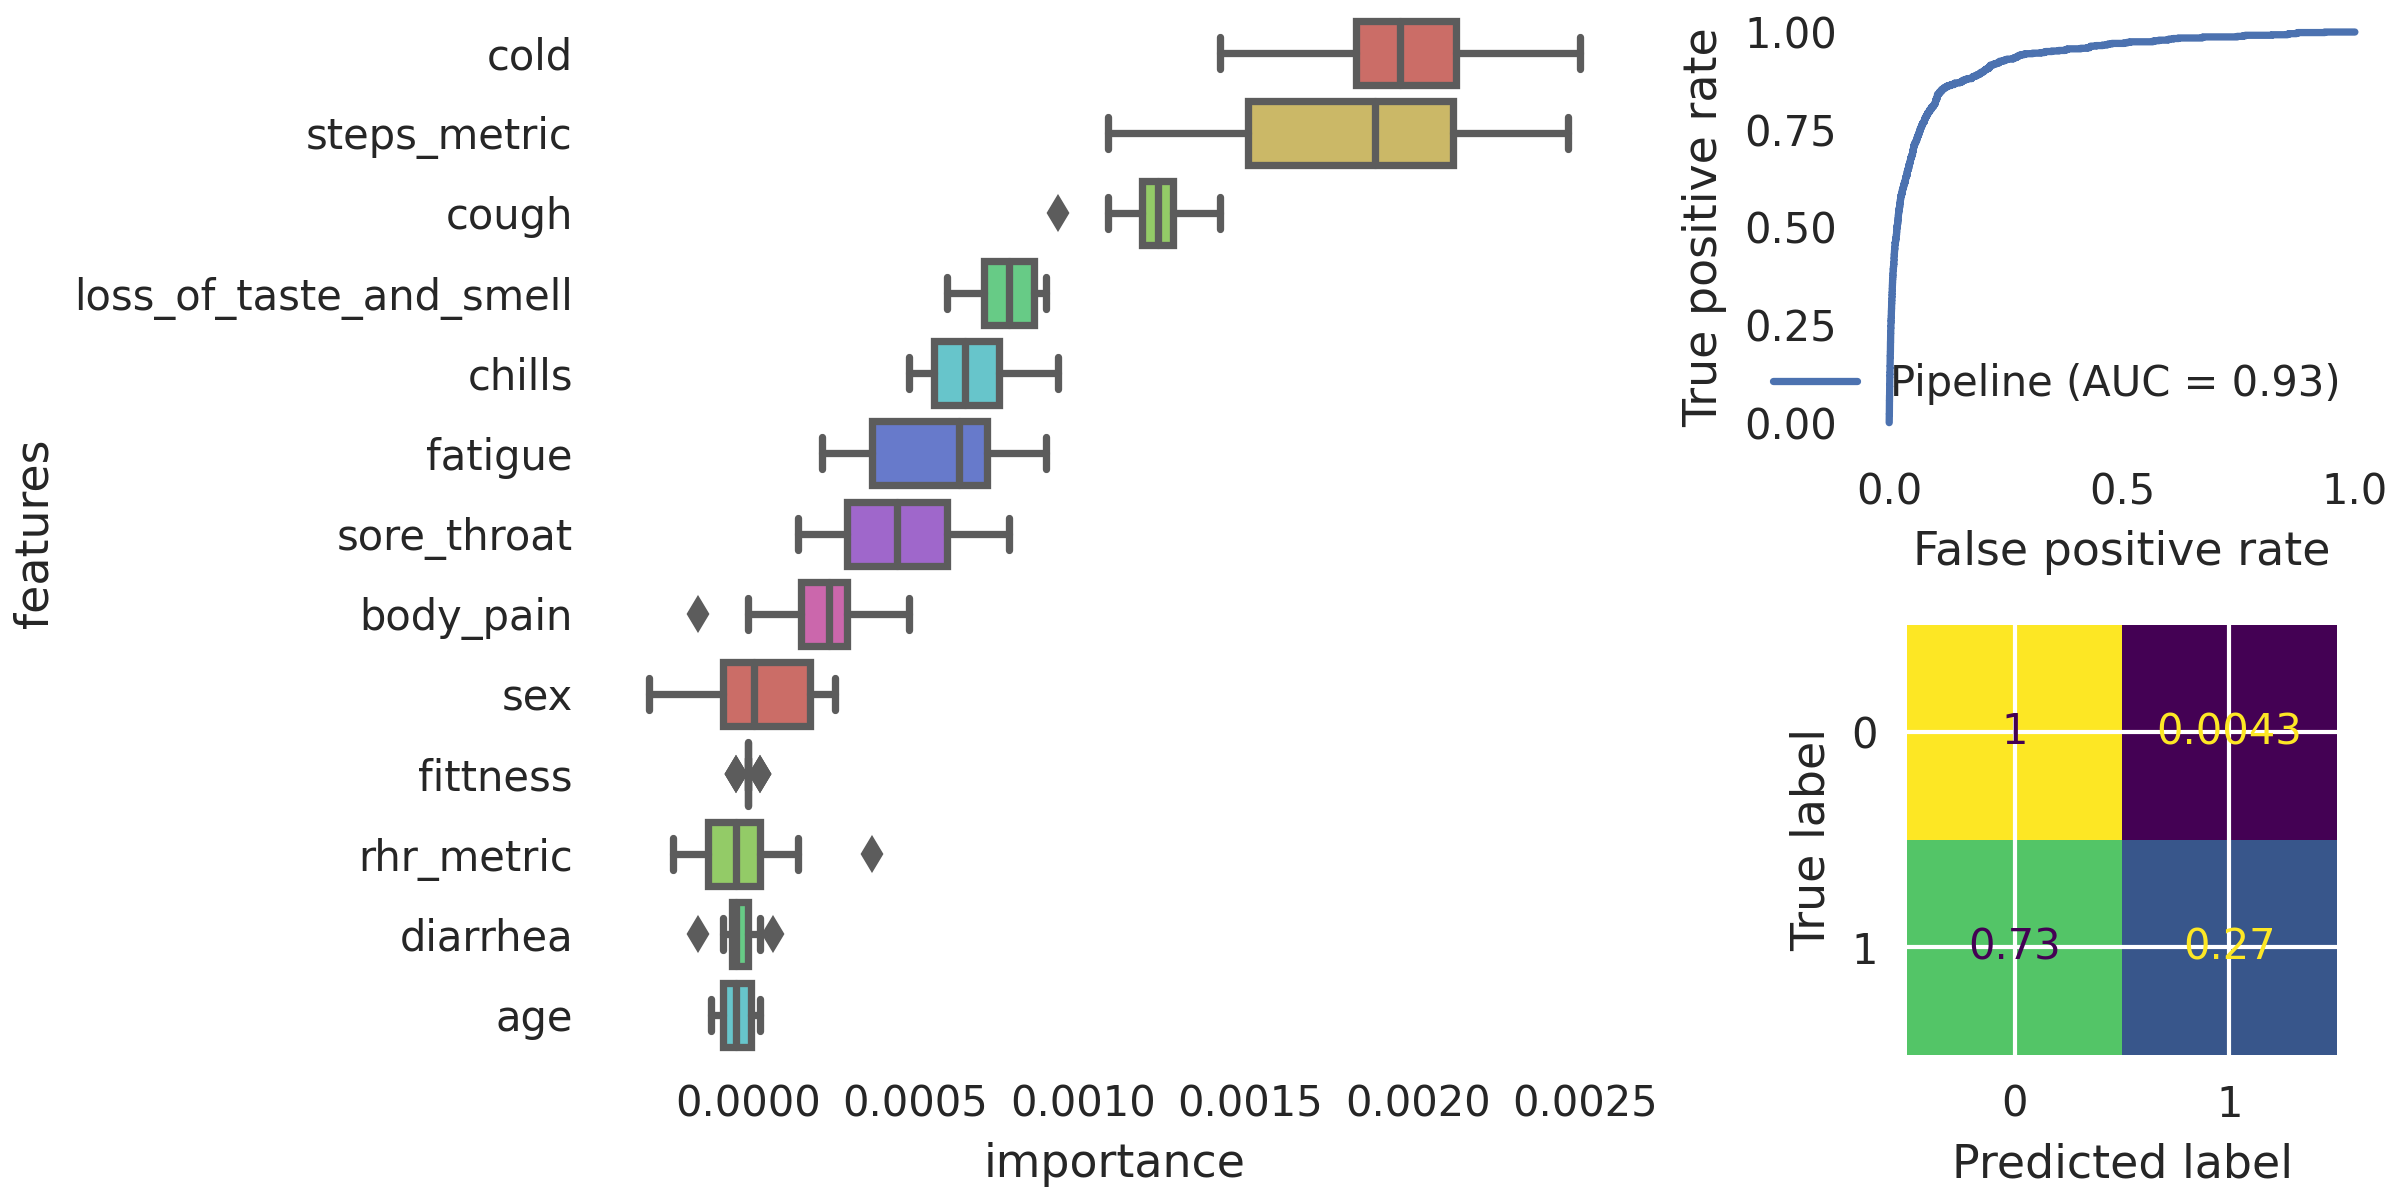 features
cold
steps_metric
cough
loss_of_taste_and_smell
chills
fatigue
sore_throat
body_pain
sex
fittness
rhr_metric
diarrhea
age
0.0000 0.0005 0.0010 0.0015 0.0020 0.0025
importance
True positive rate
1.00
0.75
0.50
0.25
0.00
Pipeline (AUC = 0.93)
0.0 0.5 1.0
False positive rate
True label
0
1
1 0.0043
0.73 0.27
0 1
Predicted label